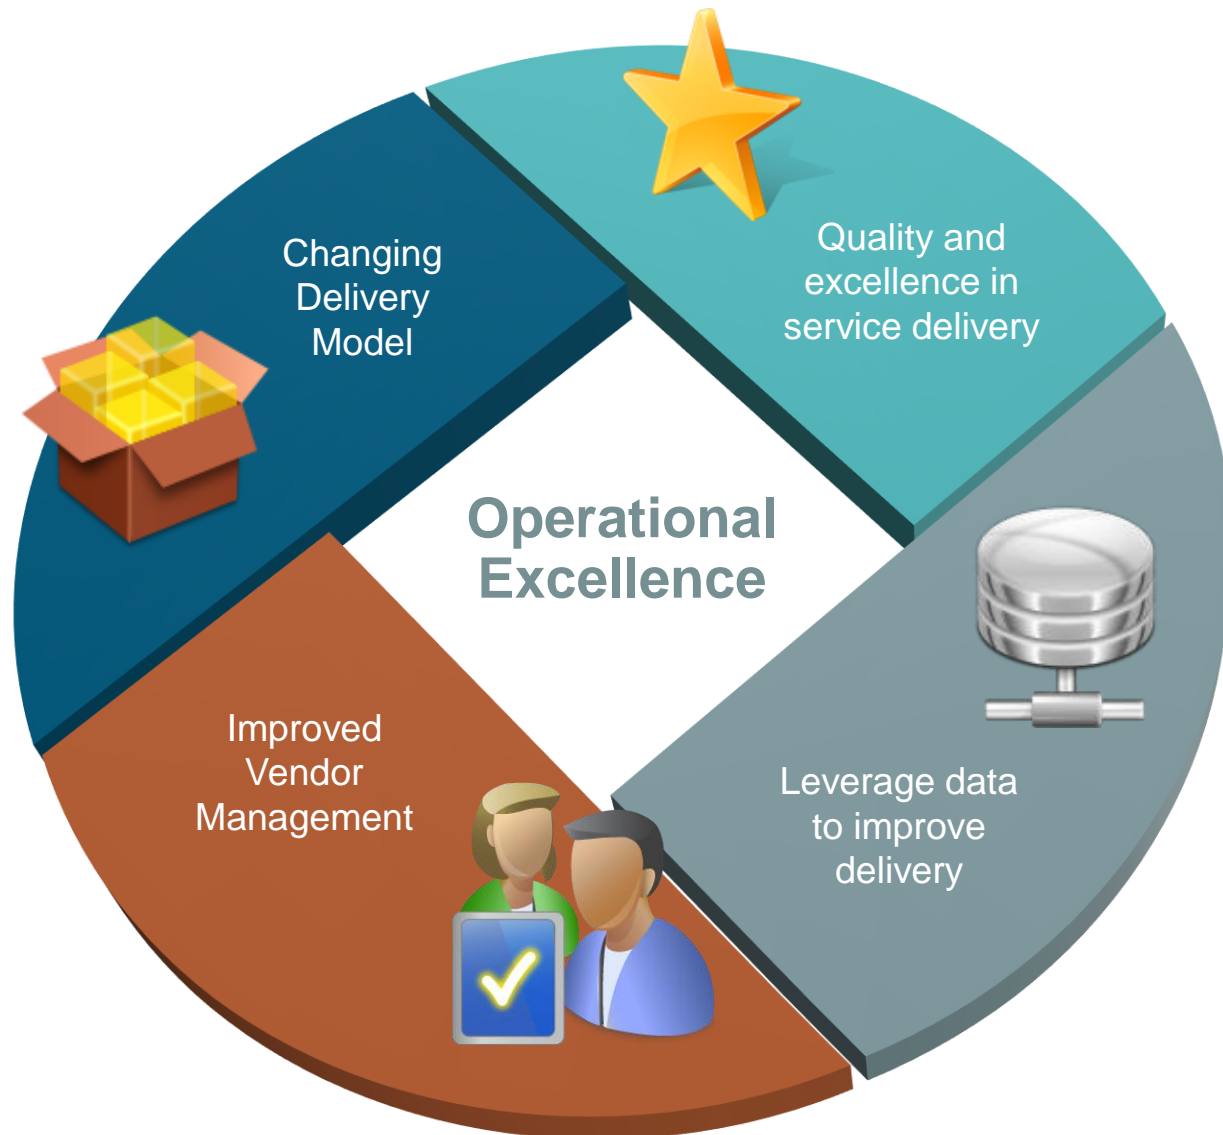 Changing
Delivery
Model
Quality and
excellence in
service delivery
Operational
Excellence
Improved
Vendor
Management
Leverage data
to improve
delivery